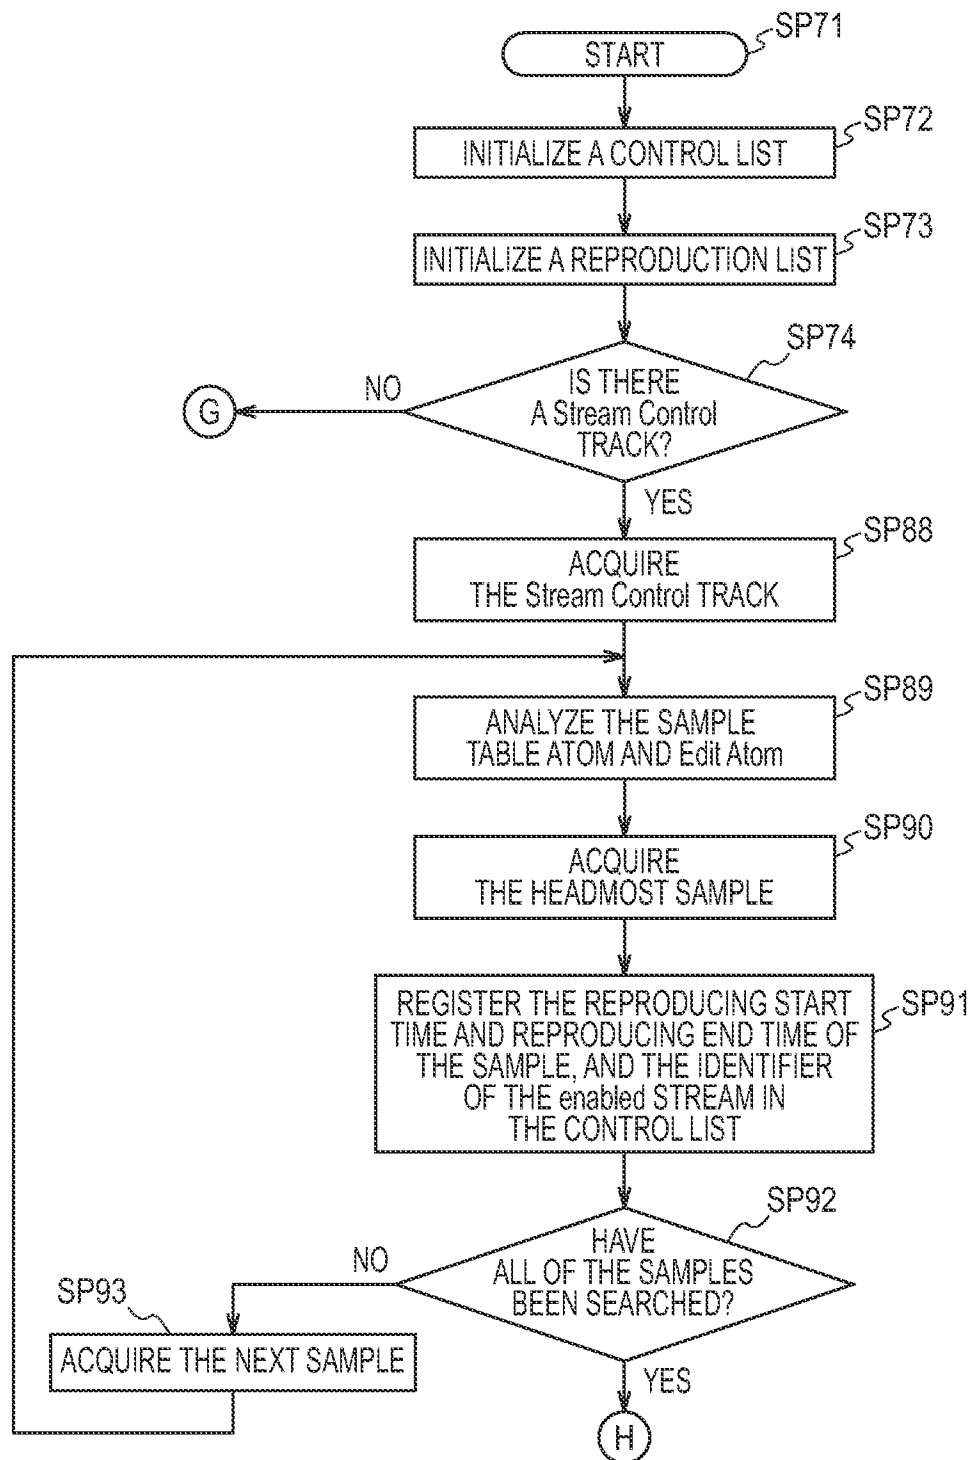 SP71
START
SP72
INITIALIZE A CONTROL LIST
SP73
INITIALIZE A REPRODUCTION LIST
SP74
IS THERE
A Stream Control
TRACK?
NO
G
YES
SP88
ACQUIRE
THE Stream Control TRACK
SP89
ANALYZE THE SAMPLE
TABLE ATOM AND Edit Atom
SP90
ACQUIRE
THE HEADMOST SAMPLE
SP91
REGISTER THE REPRODUCING START
TIME AND REPRODUCING END TIME OF
THE SAMPLE, AND THE IDENTIFIER
OF THE enabled STREAM IN
THE CONTROL LIST
SP92
HAVE
ALL OF THE SAMPLES
BEEN SEARCHED?
NO
SP93
ACQUIRE THE NEXT SAMPLE
YES
H